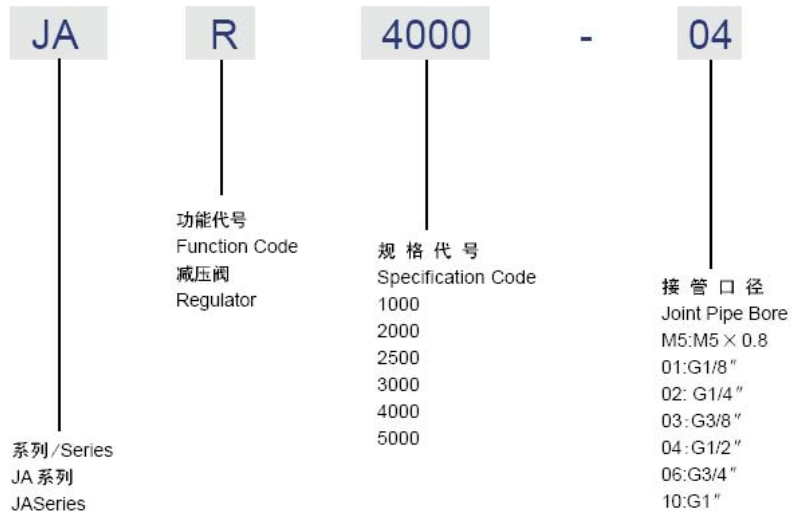 JA R 4000 - 04
功能代号
Function Code
减压阀
Regulator
规 格 代 号
Specification Code
1000
2000
2500
3000
4000
5000
接 管 口 径
Joint Pipe Bore
M5:M5×0.8
01:G1/8″
02: G1/4″
03:G3/8″
04:G1/2″
06:G3/4″
10:G1″
系列/Series
JA 系列
JASeries